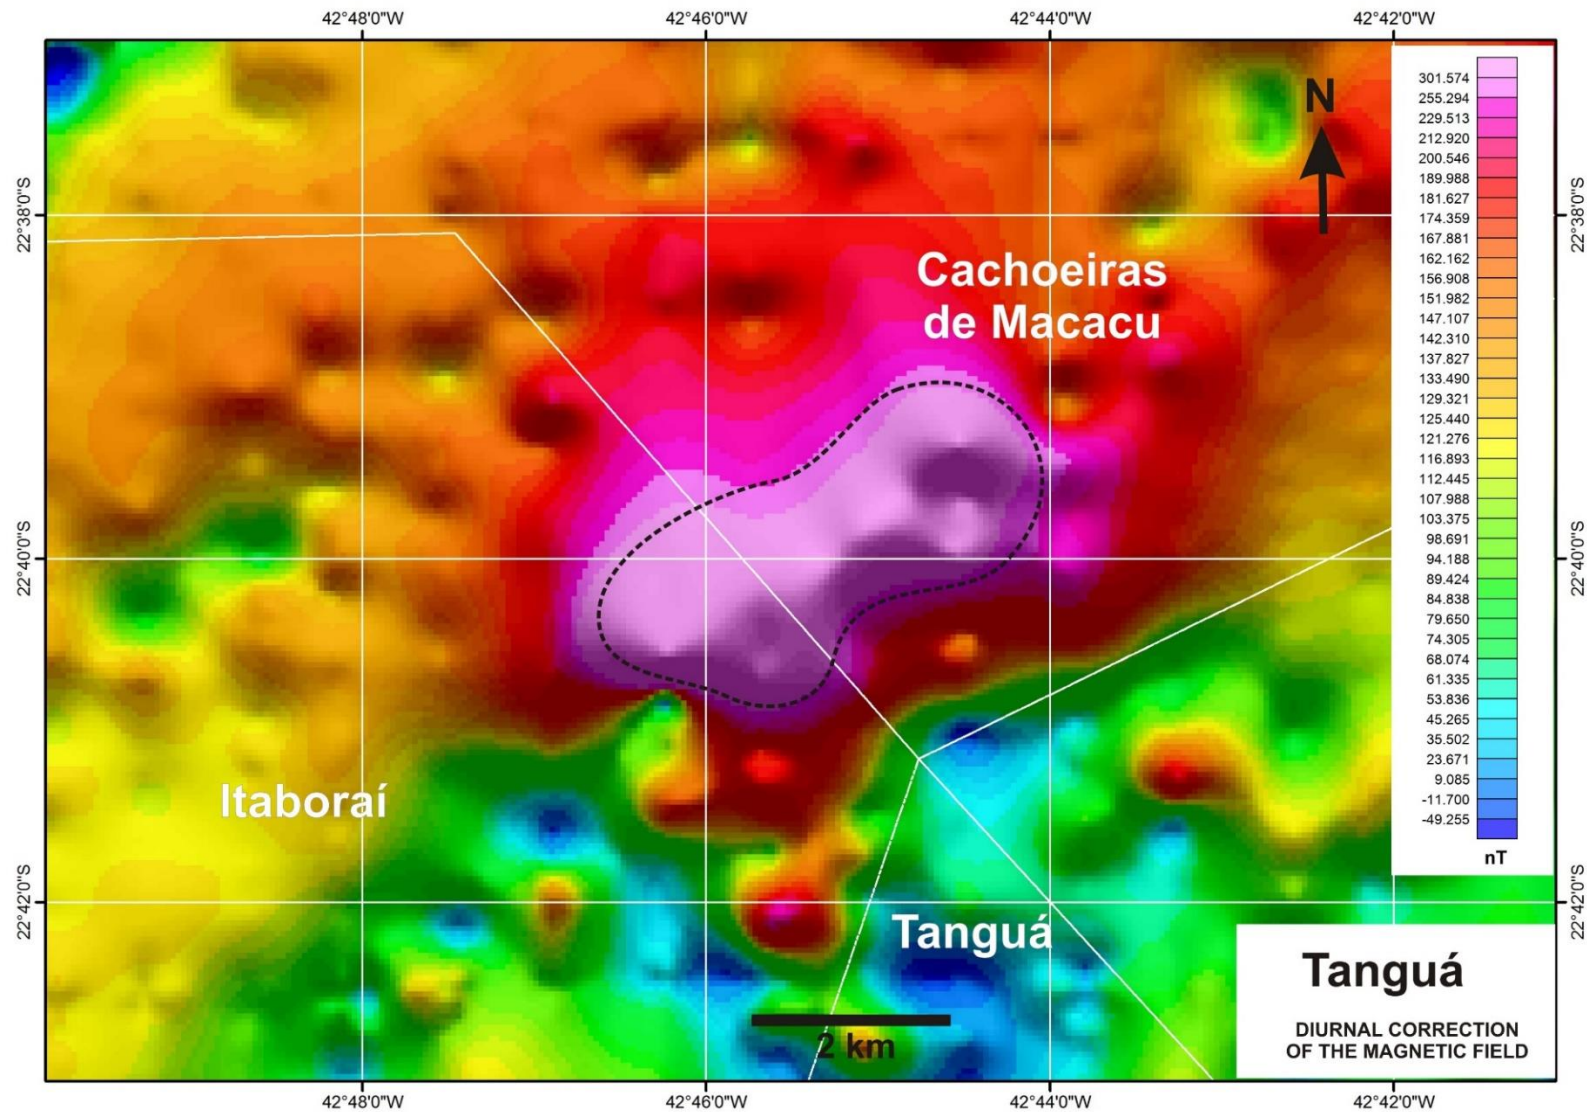 42°48'0"W
42°46'0"W
42°44'0"W
42°42'0"W
22°38'0"S
22°40'0"S
22°42'0"S
N
Cachoeiras
de Macacu
Itaboraí
Tanguá
2 km
301.574
255.294
229.513
212.920
200.546
189.988
181.627
174.359
167.881
162.162
156.908
151.982
147.107
142.310
137.827
133.490
129.321
125.440
121.276
116.893
112.445
107.988
103.375
98.691
94.188
89.424
84.838
79.650
74.305
68.074
61.335
53.836
45.265
35.502
23.671
9.085
-11.700
-49.255
nT
22°38'0"S
22°40'0"S
22°42'0"S
Tanguá
DIURNAL CORRECTION
OF THE MAGNETIC FIELD
42°48'0"W
42°46'0"W
42°44'0"W
42°42'0"W